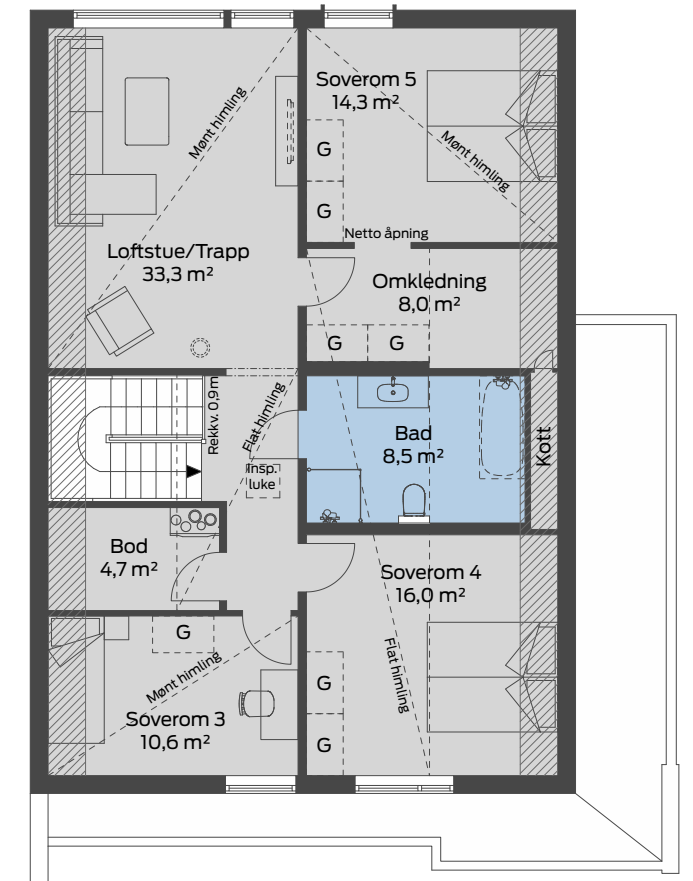 Soverom 5
14,3 m²
Mønt himling
Mønt himling
G
G
Netto åpning
Loftstue/Trapp
33,3 m²
Omkledning
8,0 m²
G
G
Rekkv. 0,9m
Flat himling
Insp.
luke
Bad
8,5 m²
Kott
Bod
4,7 m²
Soverom 4
16,0 m²
G
Mønt himling
Flat himling
Soverom 3
10,6 m²
G
G